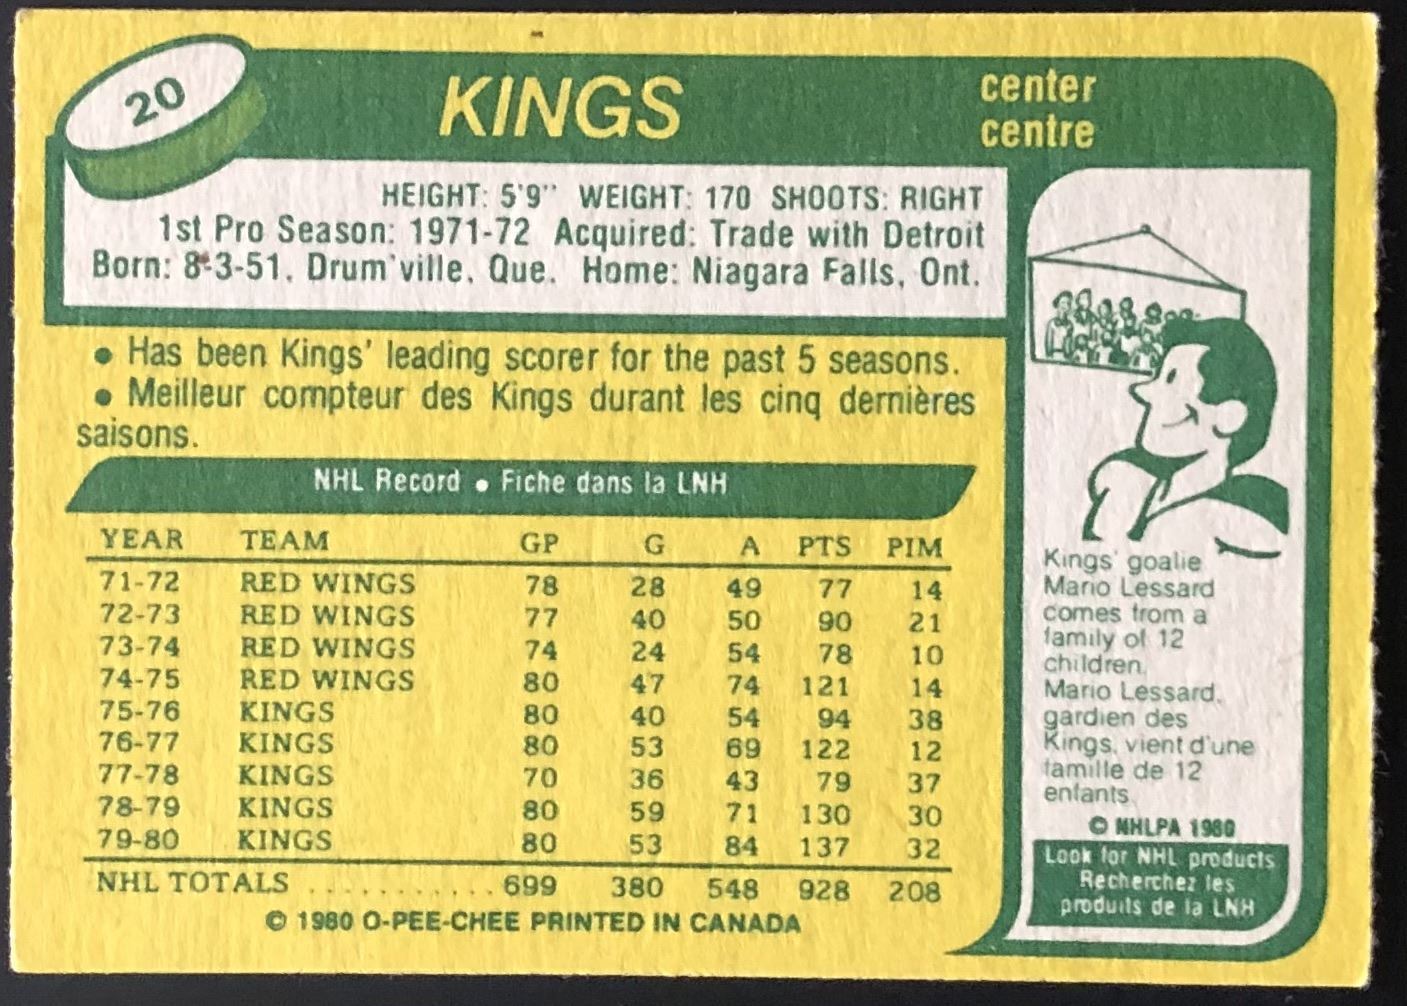 20
KINGS
center
centre
HEIGHT: 5'9" WEIGHT: 170 SHOOTS: RIGHT
1st Pro Season: 1971-72 Acquired: Trade with Detroit
Born: 8-3-51, Drum'ville, Que. Home: Niagara Falls, Ont.
• Has been Kings' leading scorer for the past 5 seasons.
• Meilleur compteur des Kings durant les cinq dernières
saisons.
NHL Record • Fiche dans la LNH
YEAR TEAM GP G A PTS PIM
71-72 RED WINGS 78 28 49 77 14
72-73 RED WINGS 77 40 50 90 21
73-74 RED WINGS 74 24 54 78 10
74-75 RED WINGS 80 47 74 121 14
75-76 KINGS 80 40 54 94 38
76-77 KINGS 80 53 69 122 12
77-78 KINGS 70 36 43 79 37
78-79 KINGS 80 59 71 130 30
79-80 KINGS 80 53 84 137 32
NHL TOTALS ........... 699 380 548 928 208
© 1980 O-PEE-CHEE PRINTED IN CANADA
Kings' goalie
Mario Lessard
comes from a
family of 12
children.
Mario Lessard,
gardien des
Kings, vient d'une
famille de 12
enfants.
© NHLPA 1980
Look for NHL products
Recherchez les
produits de la LNH